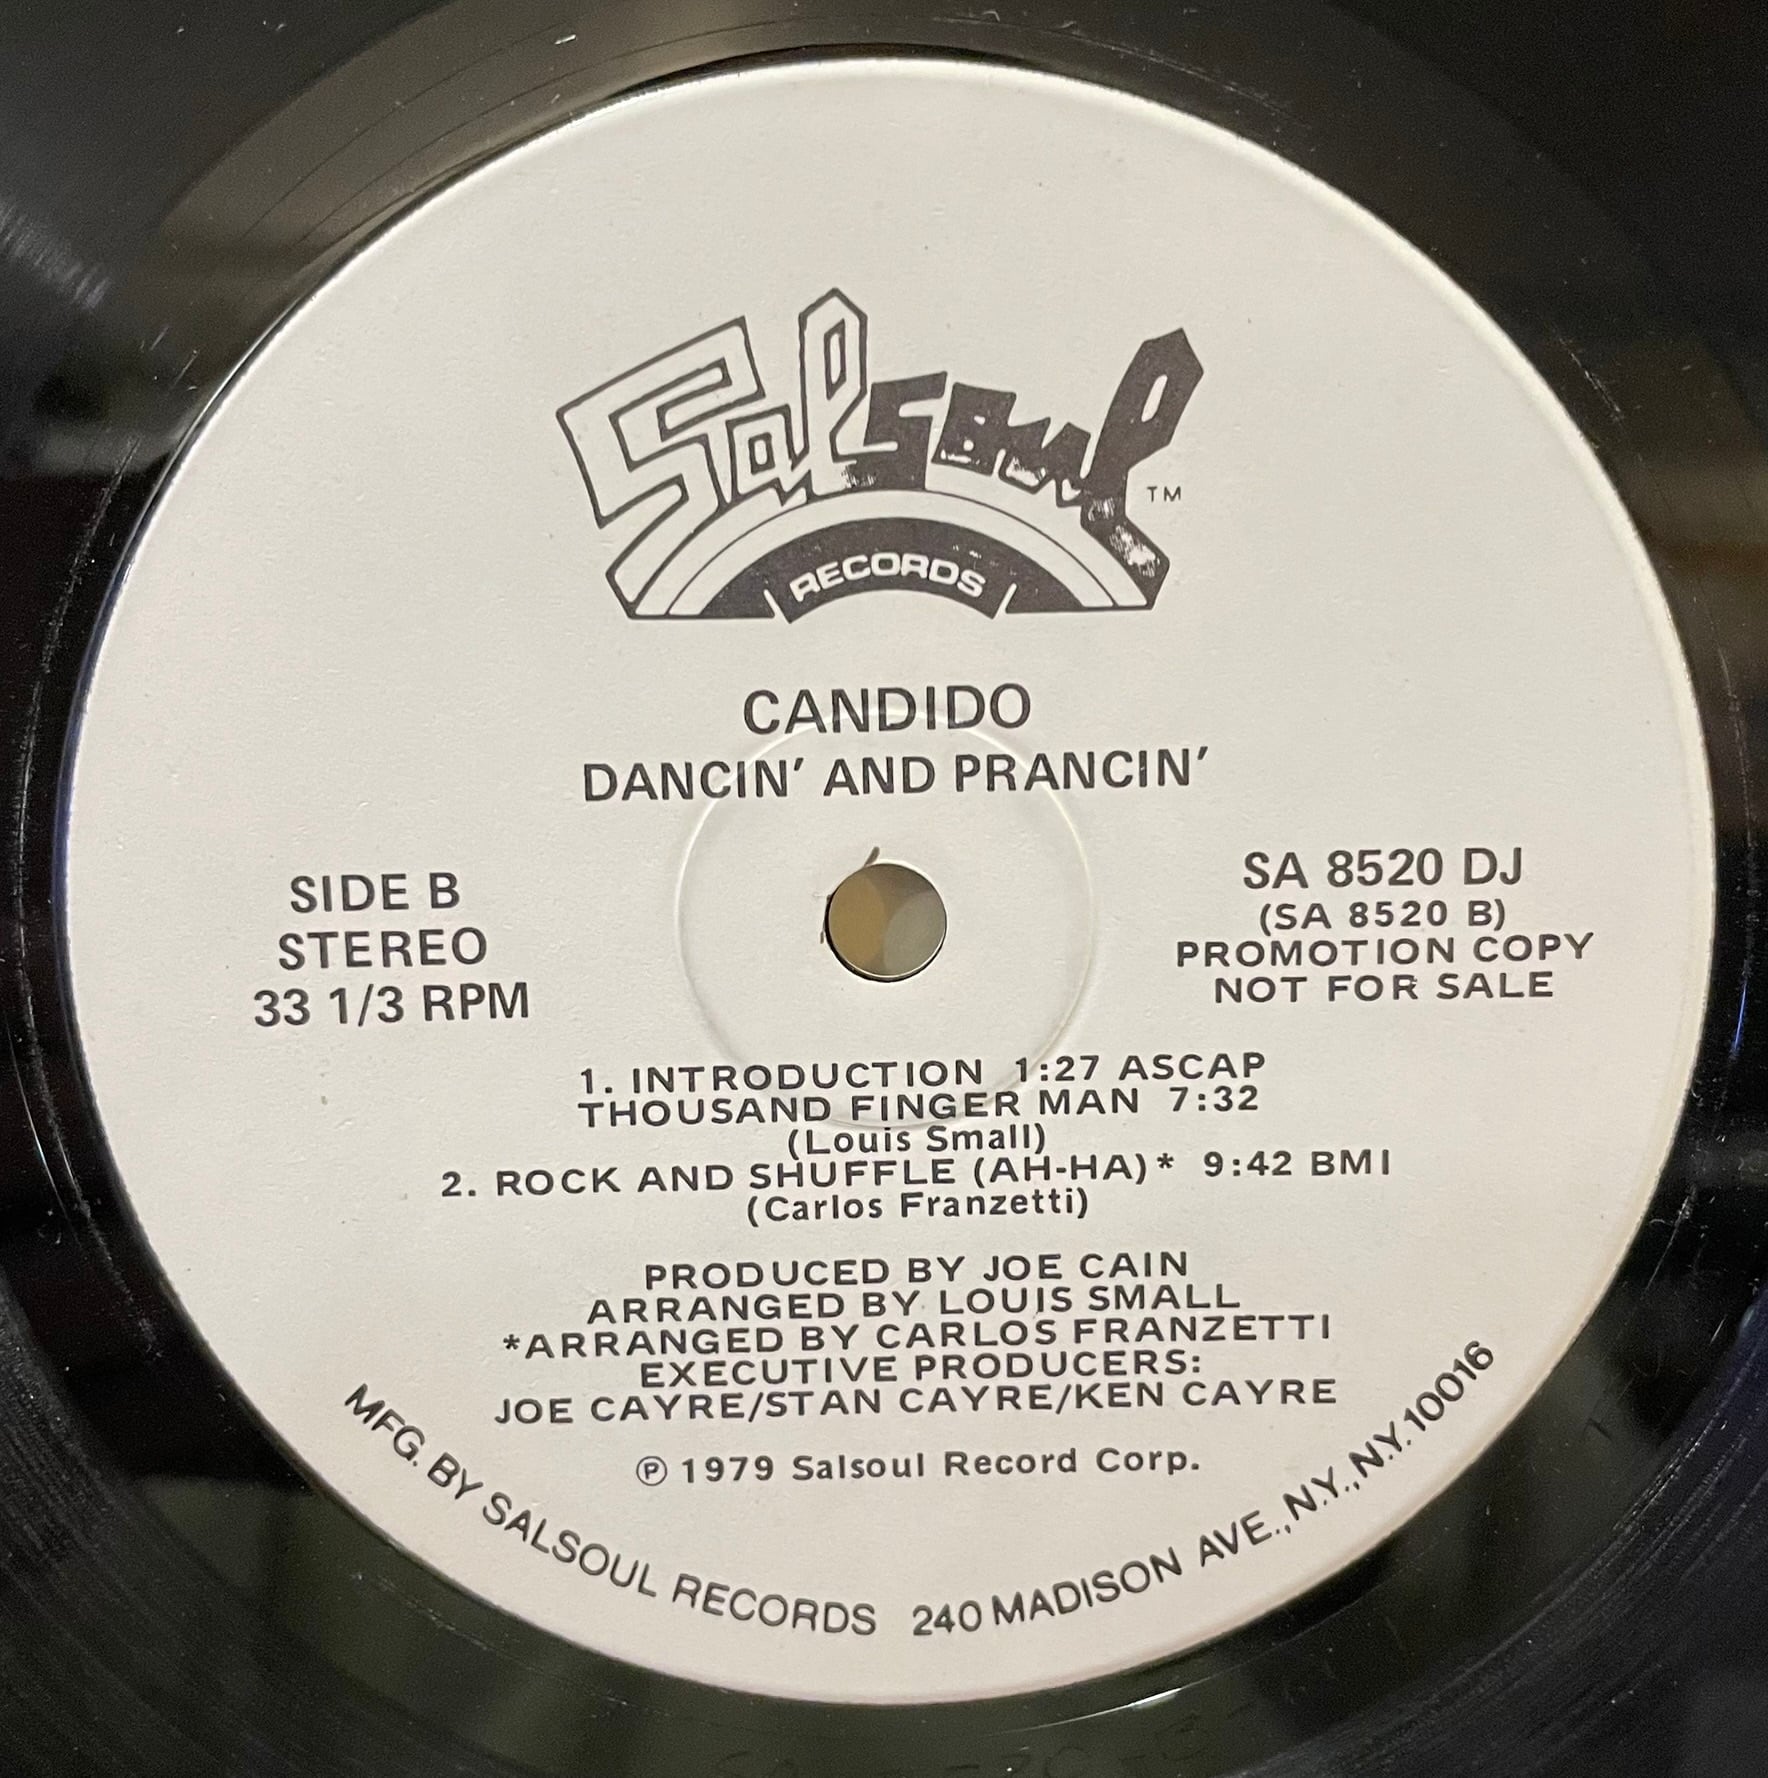 Salsoul TM
RECORDS
CANDIDO
DANCIN' AND PRANCIN'
SIDE B
STEREO
33 1/3 RPM
SA 8520 DJ
(SA 8520 B)
PROMOTION COPY
NOT FOR SALE
1. INTRODUCTION 1:27 ASCAP
THOUSAND FINGER MAN 7:32
(Louis Small)
2. ROCK AND SHUFFLE (AH-HA)* 9:42 BMI
(Carlos Franzetti)
PRODUCED BY JOE CAIN
ARRANGED BY LOUIS SMALL
*ARRANGED BY CARLOS FRANZETTI
EXECUTIVE PRODUCERS:
JOE CAYRE/STAN CAYRE/KEN CAYRE
℗ 1979 Salsoul Record Corp.
MFG. BY SALSOUL RECORDS 240 MADISON AVE., N.Y., N.Y. 10016